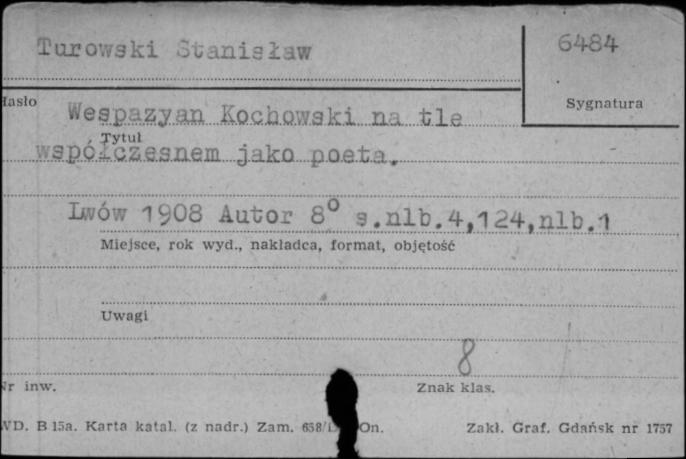 Turowski Stanisław
6484
Hasło
Sygnatura
Wespazyan Kochowski na tle
Tytuł
współczesnem jako poeta.
Lwów 1908 Autor 8° s.nlb.4,124,nlb.1
Miejsce, rok wyd., nakładca, format, objętość
Uwagi
8
Nr inw.
Znak klas.
WD. B 15a. Karta katal. (z nadr.) Zam. On.
Zakł. Graf. Gdańsk nr 1757